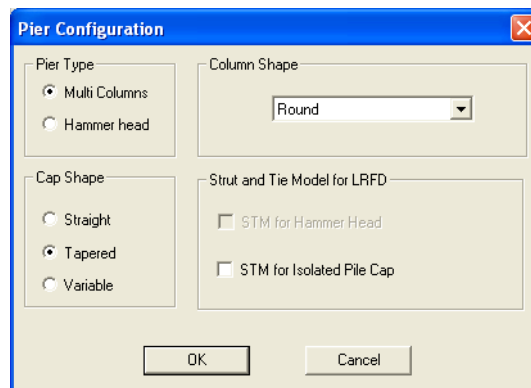 Pier Configuration
Pier Type
Multi Columns
Hammer head
Column Shape
Round
Cap Shape
Straight
Tapered
Variable
Strut and Tie Model for LRFD
STM for Hammer Head
STM for Isolated Pile Cap
OK
Cancel